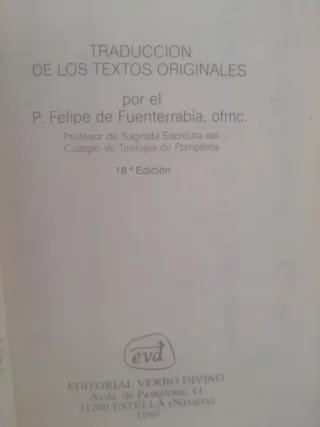 TRADUCCION
DE LOS TEXTOS ORIGINALES
por el
P. Felipe de Fuenterrabía, ofmc.
Profesor de Sagrada Escritura del
Colegio de Teología de Pamplona
18.ª Edición
evd
EDITORIAL VERBO DIVINO
Avda. de Pamplona, 41
31200 ESTELLA (Navarra)
1999